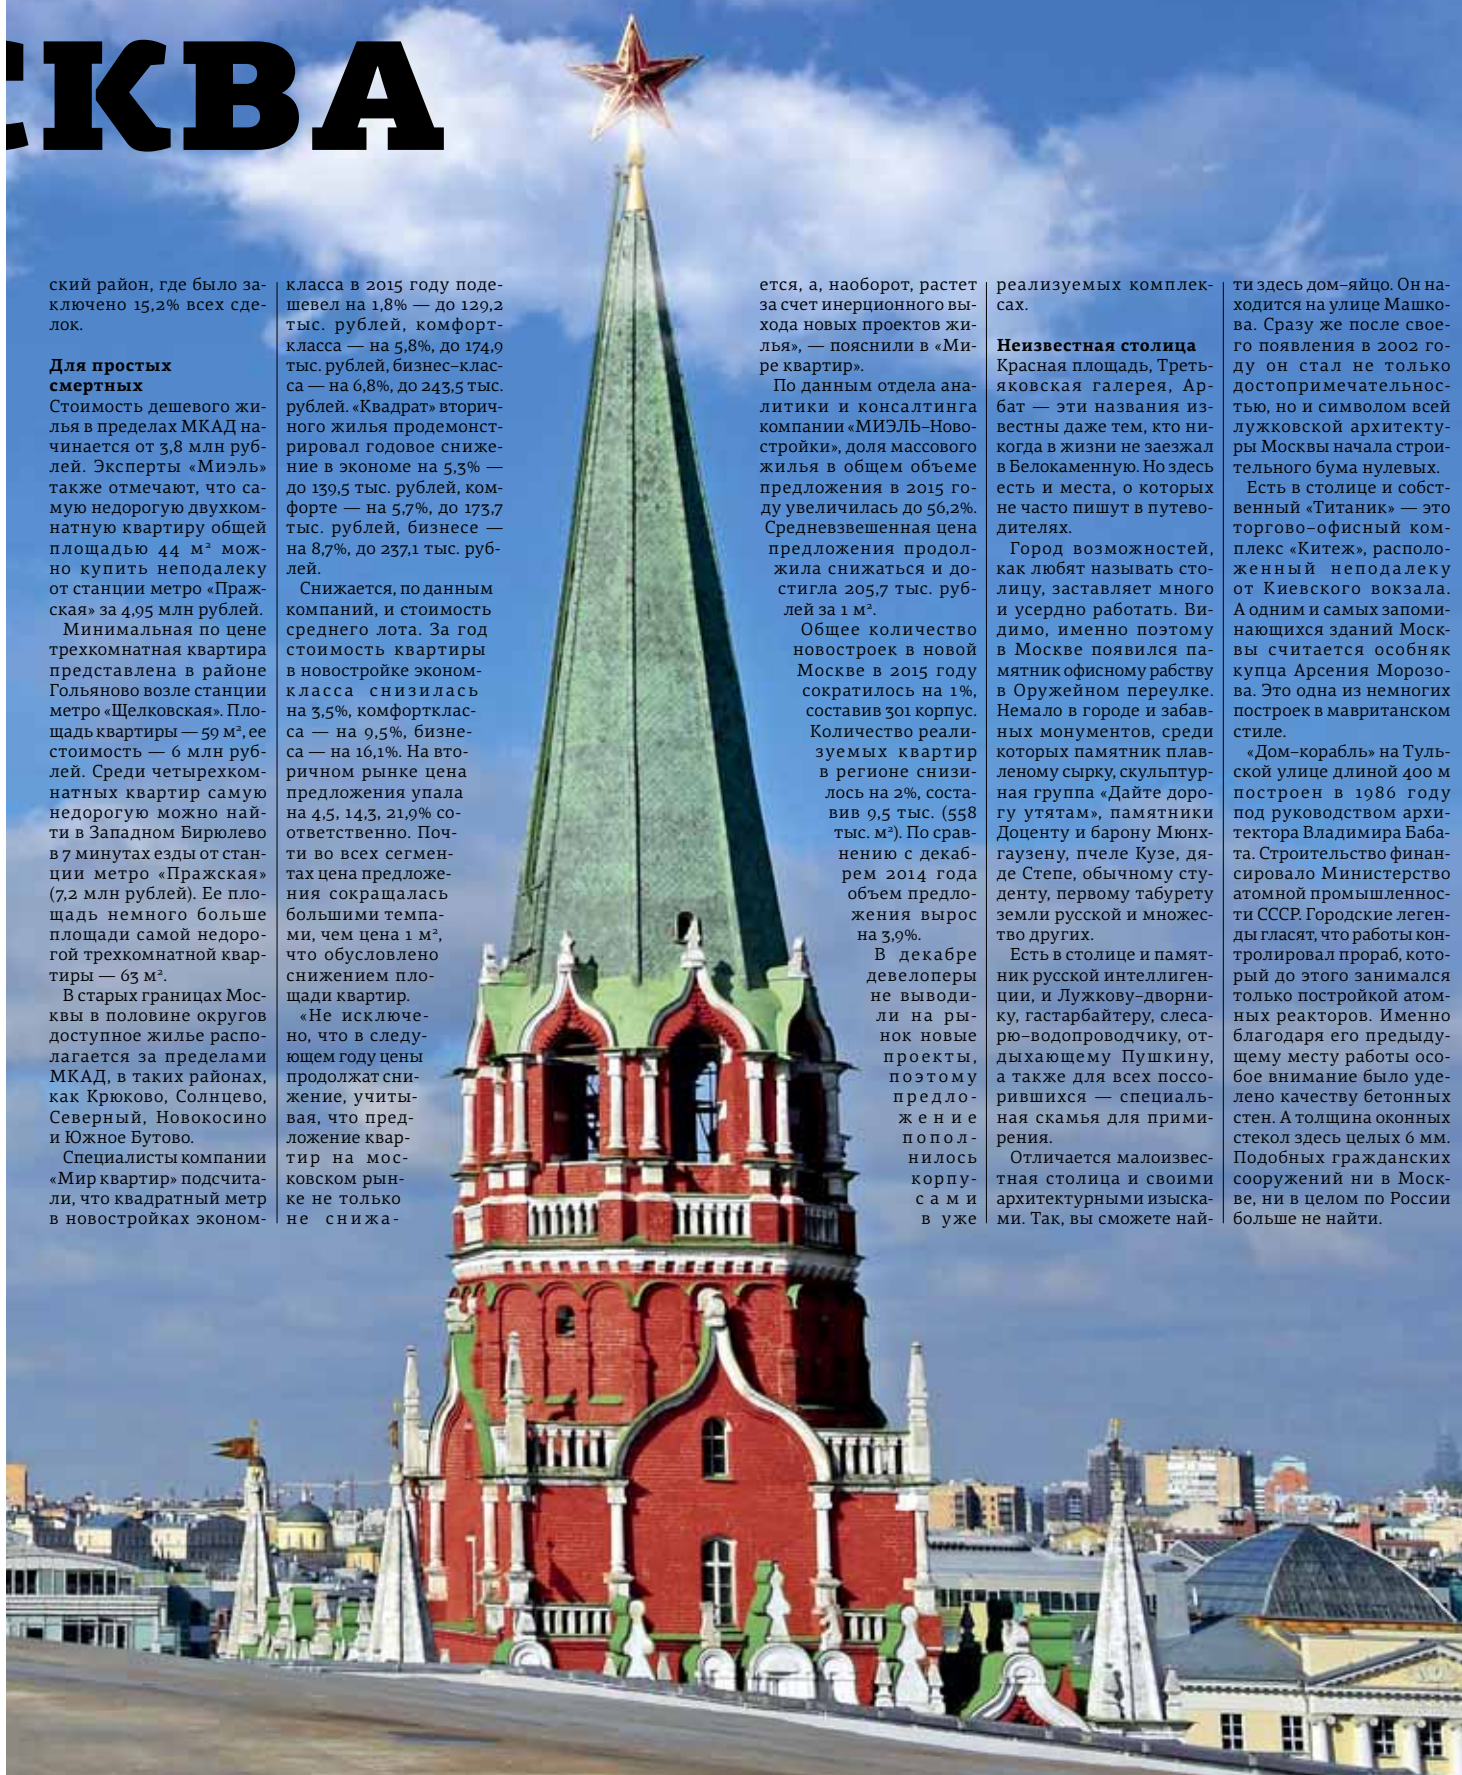 СКВА
ский район, где было за-
ключено 15,2% всех сде-
лок.
Для простых
смертных
Стоимость дешевого жи-
лья в пределах МКАД на-
чинается от 3,8 млн руб-
лей. Эксперты «Миэль»
также отмечают, что са-
мую недорогую двухком-
натную квартиру общей
площадью 44 м² мож-
но купить неподалеку
от станции метро «Праж-
ская» за 4,95 млн рублей.
Минимальная по цене
трехкомнатная квартира
представлена в районе
Гольяново возле станции
метро «Щелковская». Пло-
щадь квартиры — 59 м², ее
стоимость — 6 млн руб-
лей. Среди четырехком-
натных квартир самую
недорогую можно най-
ти в Западном Бирюлево
в 7 минутах езды от стан-
ции метро «Пражская»
(7,2 млн рублей). Ее пло-
щадь немного больше
площади самой недоро-
гой трехкомнатной квар-
тиры — 63 м².
В старых границах Мос-
квы в половине округов
доступное жилье распо-
лагается за пределами
МКАД, в таких районах,
как Крюково, Солнцево,
Северный, Новокосино
и Южное Бутово.
Специалисты компании
«Мир квартир» подсчита-
ли, что квадратный метр
в новостройках эконом-
класса в 2015 году поде-
шевел на 1,8% — до 129,2
тыс. рублей, комфорт-
класса — на 5,8%, до 174,9
тыс. рублей, бизнес–клас-
са — на 6,8%, до 243,5 тыс.
рублей. «Квадрат» вторич-
ного жилья продемонст-
рировал годовое сниже-
ние в экономе на 5,3% —
до 139,5 тыс. рублей, ком-
форте — на 5,7%, до 173,7
тыс. рублей, бизнесе —
на 8,7%, до 237,1 тыс. руб-
лей.
Снижается, по данным
компаний, и стоимость
среднего лота. За год
стоимость квартиры
в новостройке эконом-
класса снизилась
на 3,5%, комфорткла­с-
са — на 9,5%, бизне-
са — на 16,1%. На вто-
ричном рынке цена
предложения упала
на 4,5, 14,3, 21,9% со-
ответственно. Поч-
ти во всех сегмен-
тах цена предложе-
ния сокращалась
большими темпа-
ми, чем цена 1 м²,
что обусловлено
снижением пло-
щади квартир.
«Не исключе-
но, что в следу-
ющем году цены
продолжат сни-
жение, учиты-
вая, что пред-
ложение квар-
тир на мос-
ковском рын-
ке не только
не снижа-
ется, а, наоборот, растет
за счет инерционного вы-
хода новых проектов жи-
лья», — пояснили в «Ми-
ре квартир».
По данным отдела ана-
литики и консалтинга
компании «МИЭЛЬ–Ново-
стройки», доля массового
жилья в общем объеме
предложения в 2015 го-
ду увеличилась до 56,2%.
Средневзвешенная цена
предложения продол-
жила снижаться и до-
стигла 205,7 тыс. руб-
лей за 1 м².
Общее количество
новостроек в новой
Москве в 2015 году
сократилось на 1%,
составив 301 корпус.
Количество реали-
зуемых квартир
в регионе снизи-
лось на 2%, соста-
вив 9,5 тыс. (558
тыс. м²). По срав-
нению с декаб-
рем 2014 года
объем предло-
жения вырос
на 3,9%.
В декабре
девелоперы
не выводи-
ли на ры-
нок новые
проекты,
поэтому
предло-
жение
попол-
нилось
корпу-
сами
в уже
реализуемых комплек-
сах.
Неизвестная столица
Красная площадь, Треть-
яковская галерея, Ар-
бат — эти названия из-
вестны даже тем, кто ни-
когда в жизни не заезжал
в Белокаменную. Но здесь
есть и места, о которых
не часто пишут в путево-
дителях.
Город возможностей,
как любят называть сто-
лицу, заставляет много
и усердно работать. Ви-
димо, именно поэтому
в Москве появился па-
мятник офисному рабству
в Оружейном переулке.
Немало в городе и забав-
ных монументов, среди
которых памятник плав-
леному сырку, скульптур-
ная группа «Дайте доро-
гу утятам», памятники
Доценту и барону Мюнх-
гаузену, пчеле Кузе, дя-
де Степе, обычному сту-
денту, первому табурету
земли русской и множес-
тво других.
Есть в столице и памят-
ник русской интеллиген-
ции, и Лужкову–дворни-
ку, гастарбайтеру, слеса-
рю–водопроводчику, от-
дыхающему Пушкину,
а также для всех поссо-
рившихся — специаль-
ная скамья для прими-
рения.
Отличается малоизвес-
тная столица и своими
архитектурными изыска-
ми. Так, вы сможете най-
ти здесь дом–яйцо. Он на-
ходится на улице Машко-
ва. Сразу же после свое-
го появления в 2002 го-
ду он стал не только
достопримечательнос-
тью, но и символом всей
лужковской архитекту-
ры Москвы начала строи-
тельного бума нулевых.
Есть в столице и собст-
венный «Титаник» — это
торгово–офисный ком-
плекс «Китеж», располо-
женный неподалеку
от Киевского вокзала.
А одним и самых запоми-
нающихся зданий Моск-
вы считается особняк
купца Арсения Морозо-
ва. Это одна из немногих
построек в мавританском
стиле.
«Дом–корабль» на Туль-
ской улице длиной 400 м
построен в 1986 году
под руководством архи-
тектора Владимира Баба-
та. Строительство финан-
сировало Министерство
атомной промышленнос-
ти СССР. Городские леген-
ды гласят, что работы кон-
тролировал прораб, кото-
рый до этого занимался
только постройкой атом-
ных реакторов. Именно
благодаря его предыду-
щему месту работы осо-
бое внимание было уде-
лено качеству бетонных
стен. А толщина оконных
стекол здесь целых 6 мм.
Подобных гражданских
сооружений ни в Моск-
ве, ни в целом по России
больше не найти.